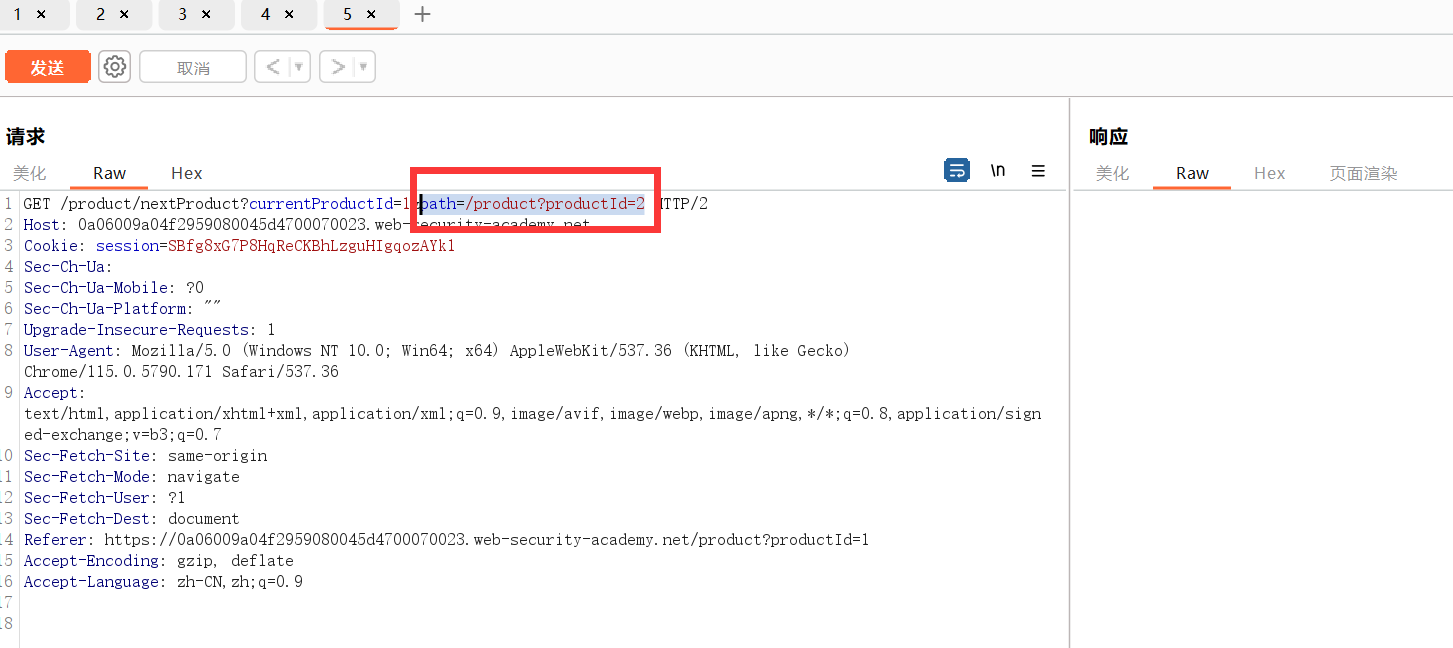 1 × 2 × 3 × 4 × 5 × +
发送 取消 < ▼ > ▼
请求
美化 Raw Hex \n ☰
1 GET /product/nextProduct?currentProductId=1&path=/product?productId=2 HTTP/2
2 Host: 0a06009a04f2959080045d4700070023.web-security-academy.net
3 Cookie: session=SBfg8xG7P8HqReCKBhLzguHIgqozAYk1
4 Sec-Ch-Ua:
5 Sec-Ch-Ua-Mobile: ?0
6 Sec-Ch-Ua-Platform: ""
7 Upgrade-Insecure-Requests: 1
8 User-Agent: Mozilla/5.0 (Windows NT 10.0; Win64; x64) AppleWebKit/537.36 (KHTML, like Gecko)
Chrome/115.0.5790.171 Safari/537.36
9 Accept:
text/html,application/xhtml+xml,application/xml;q=0.9,image/avif,image/webp,image/apng,*/*;q=0.8,application/sign
ed-exchange;v=b3;q=0.7
10 Sec-Fetch-Site: same-origin
11 Sec-Fetch-Mode: navigate
12 Sec-Fetch-User: ?1
13 Sec-Fetch-Dest: document
14 Referer: https://0a06009a04f2959080045d4700070023.web-security-academy.net/product?productId=1
15 Accept-Encoding: gzip, deflate
16 Accept-Language: zh-CN,zh;q=0.9
17
18
响应
美化 Raw Hex 页面渲染